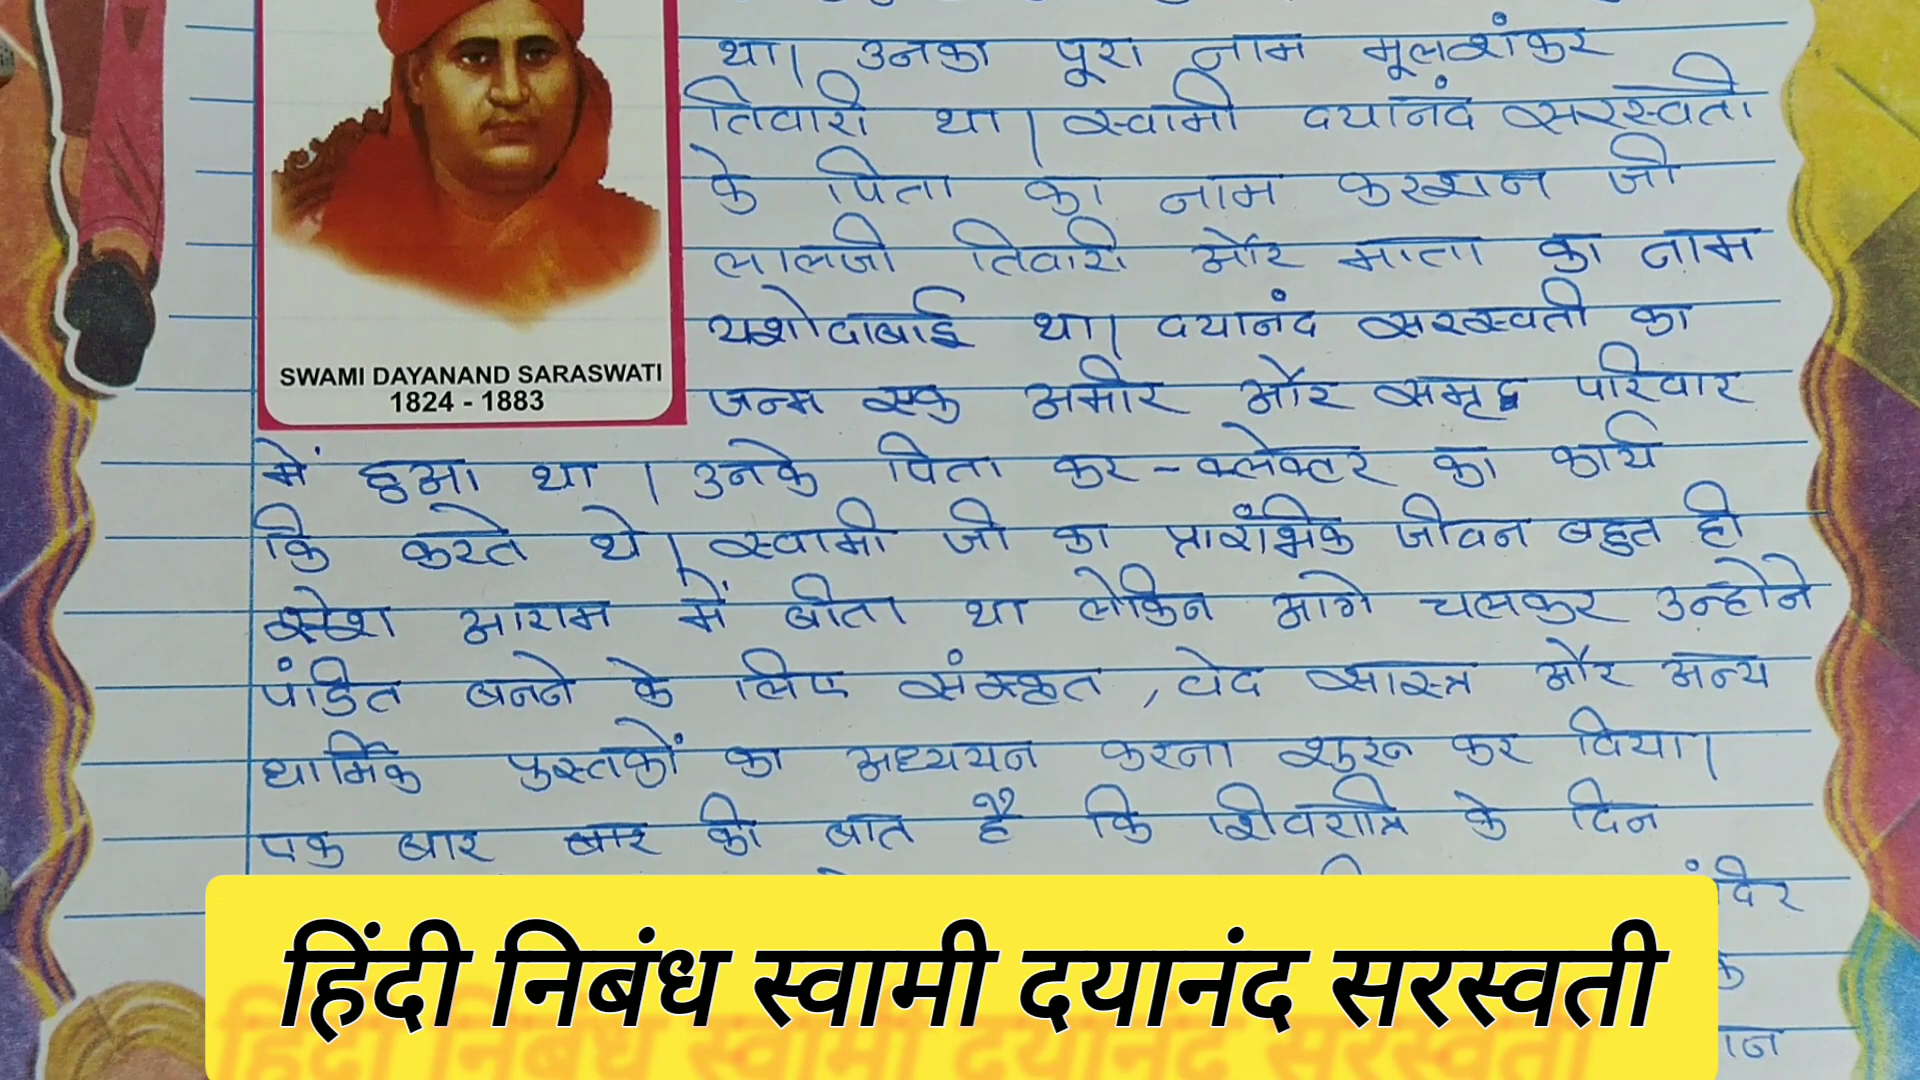 था। उनका पूरा नाम मूलशंकर
तिवारी था। स्वामी दयानंद सरस्वती
के पिता का नाम करशन जी
लालजी तिवारी और माता का नाम
यशोदाबाई था। दयानंद सरस्वती का
जन्म एक अमीर और समृद्ध परिवार
SWAMI DAYANAND SARASWATI
1824 - 1883
में हुआ था। उनके पिता कर-क्लेक्टर का कार्य
कि करते थे। स्वामी जी का प्रारंभिक जीवन बहुत ही
आराम में बीता था लेकिन आगे चलकर उन्होने
पंडित बनने के लिए संस्कृत, वेद सास्त्र और अन्य
धार्मिक पुस्तकों का अध्ययन करना शुरू कर दिया।
एक बार बार की बात है कि शिवरात्रि के दिन
हिंदी निबंध स्वामी दयानंद सरस्वती